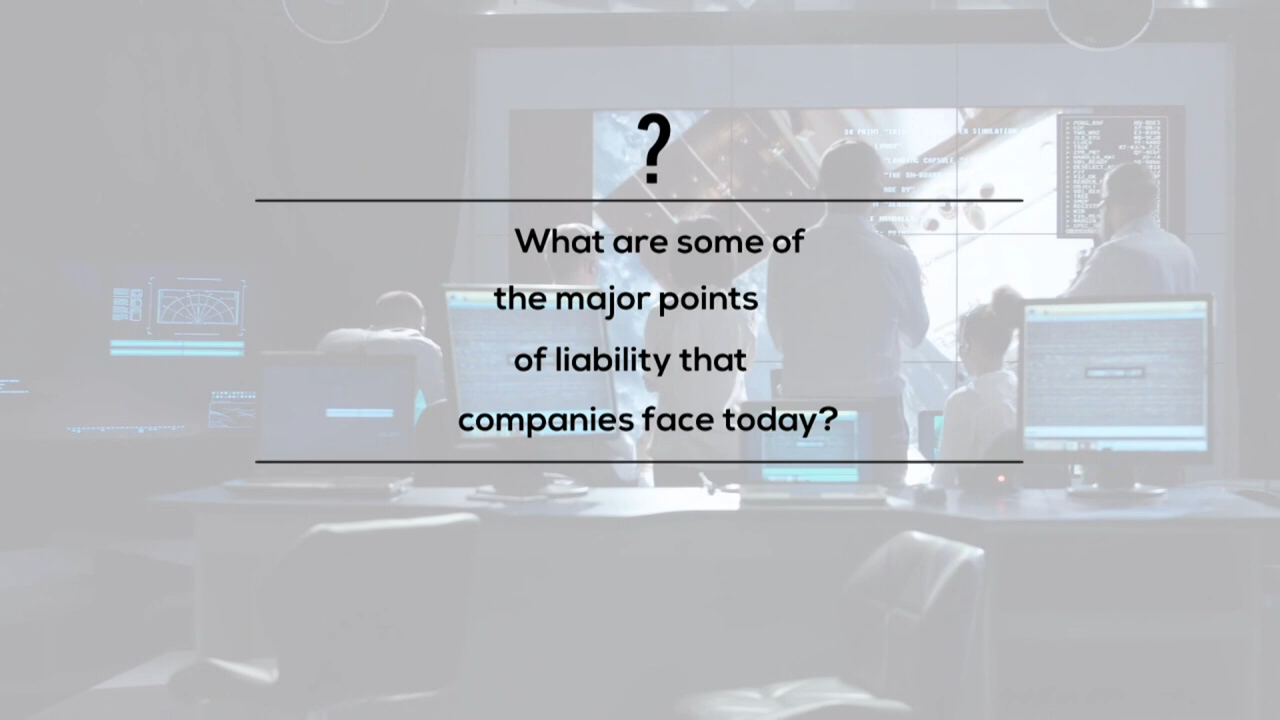 ?
What are some of
the major points
of liability that
companies face today?